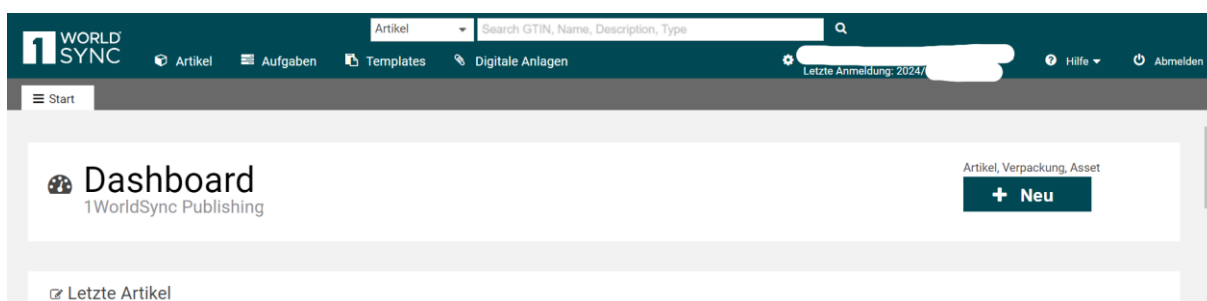 Artikel Search GTIN, Name, Description, Type
1 WORLD SYNC Artikel Aufgaben Templates Digitale Anlagen Hilfe Abmelden
Letzte Anmeldung: 2024/
Start
Dashboard
1WorldSync Publishing
Artikel, Verpackung, Asset
+ Neu
Letzte Artikel